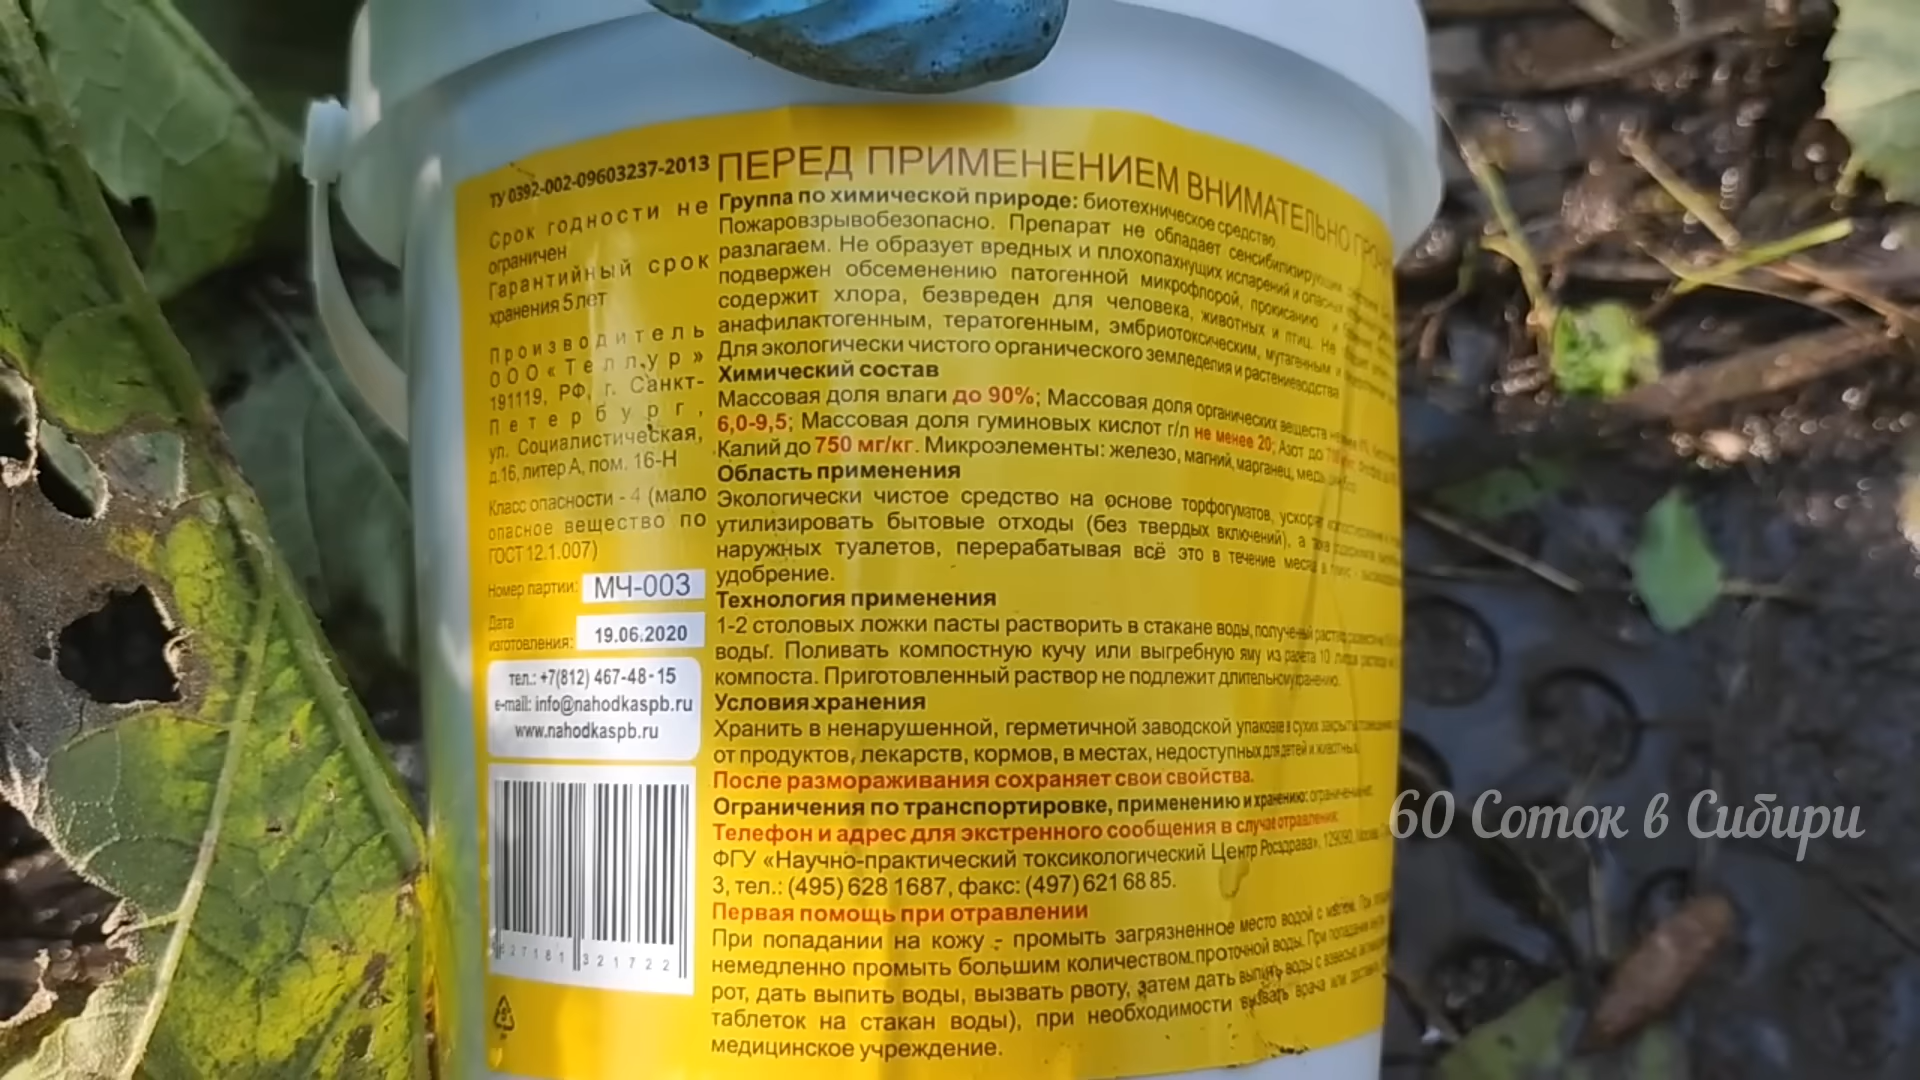 ТУ 0392-002-09603237-2013
Срок годности не
ограничен
Гарантийный срок
хранения 5 лет
Производитель
ООО «Теллур»
191119, РФ, г. Санкт-
Петербург,
ул. Социалистическая,
д.16, литер А, пом. 16-Н
Класс опасности - 4 (мало
опасное вещество по
ГОСТ 12.1.007)
Номер партии: МЧ-003
Дата
изготовления: 19.06.2020
тел.: +7(812) 467-48-15
e-mail: info@nahodkaspb.ru
www.nahodkaspb.ru
627181 321722
ПЕРЕД ПРИМЕНЕНИЕМ ВНИМАТЕЛЬНО
Группа по химической природе: биотехническое средство.
Пожаровзрывобезопасно. Препарат не обладает сенсибилизирующим
разлагаем. Не образует вредных и плохопахнущих испарений и опасных
подвержен обсеменению патогенной микрофлорой, прокисанию и
содержит хлора, безвреден для человека, животных и птиц. Не
анафилактогенным, тератогенным, эмбриотоксическим, мутагенным и
Для экологически чистого органического земледелия и растениеводства.
Химический состав
Массовая доля влаги до 90%; Массовая доля органических веществ
6,0-9,5; Массовая доля гуминовых кислот г/л не менее 20; Азот до
Калий до 750 мг/кг. Микроэлементы: железо, магний, марганец, медь,
Область применения
Экологически чистое средство на основе торфогуматов,
утилизировать бытовые отходы (без твердых включений), а
наружных туалетов, перерабатывая всё это в течение
удобрение.
Технология применения
1-2 столовых ложки пасты растворить в стакане воды, полученный
воды. Поливать компостную кучу или выгребную яму из расчета 10
компоста. Приготовленный раствор не подлежит длительному хранению.
Условия хранения
Хранить в ненарушенной, герметичной заводской упаковке в сухих закрытых
от продуктов, лекарств, кормов, в местах, недоступных для детей и животных.
После размораживания сохраняет свои свойства.
Ограничения по транспортировке, применению и хранению: ограничений нет.
Телефон и адрес для экстренного сообщения в случае отравления:
ФГУ «Научно-практический токсикологический Центр Росздрава», 129090, Москва,
3, тел.: (495) 628 1687, факс: (497) 621 68 85.
Первая помощь при отравлении
При попадании на кожу - промыть загрязненное место водой с мылом. При
немедленно промыть большим количеством проточной воды. При попадании
рот, дать выпить воды, вызвать рвоту, затем дать выпить воды с взвесью
таблеток на стакан воды), при необходимости вызвать врача или
медицинское учреждение.
60 Соток в Сибири